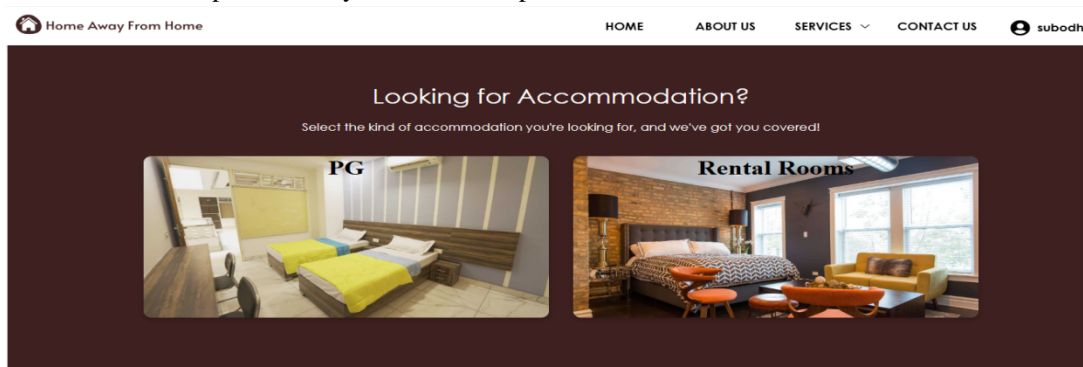 Home Away From Home HOME ABOUT US SERVICES CONTACT US subodh
Looking for Accommodation?
Select the kind of accommodation you're looking for, and we've got you covered!
PG Rental Rooms